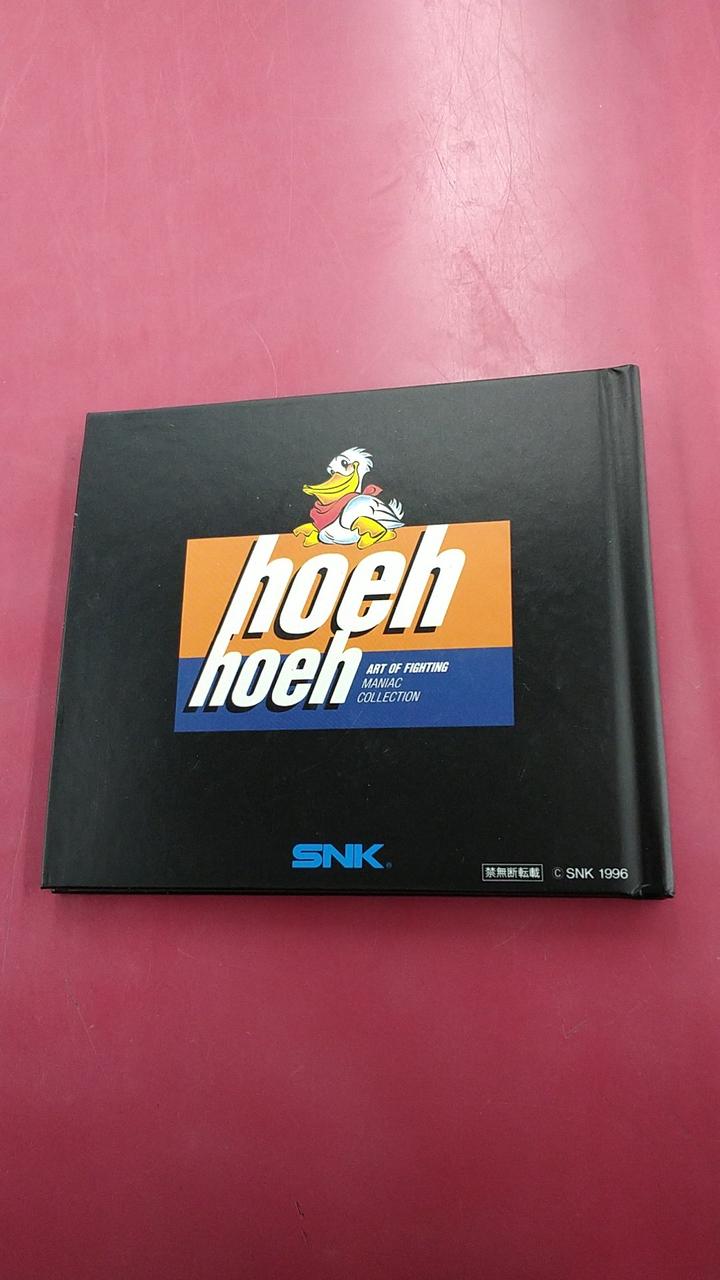 hoeh
hoeh
ART OF FIGHTING
MANIAC
COLLECTION
SNK®
禁無断転載 © SNK 1996